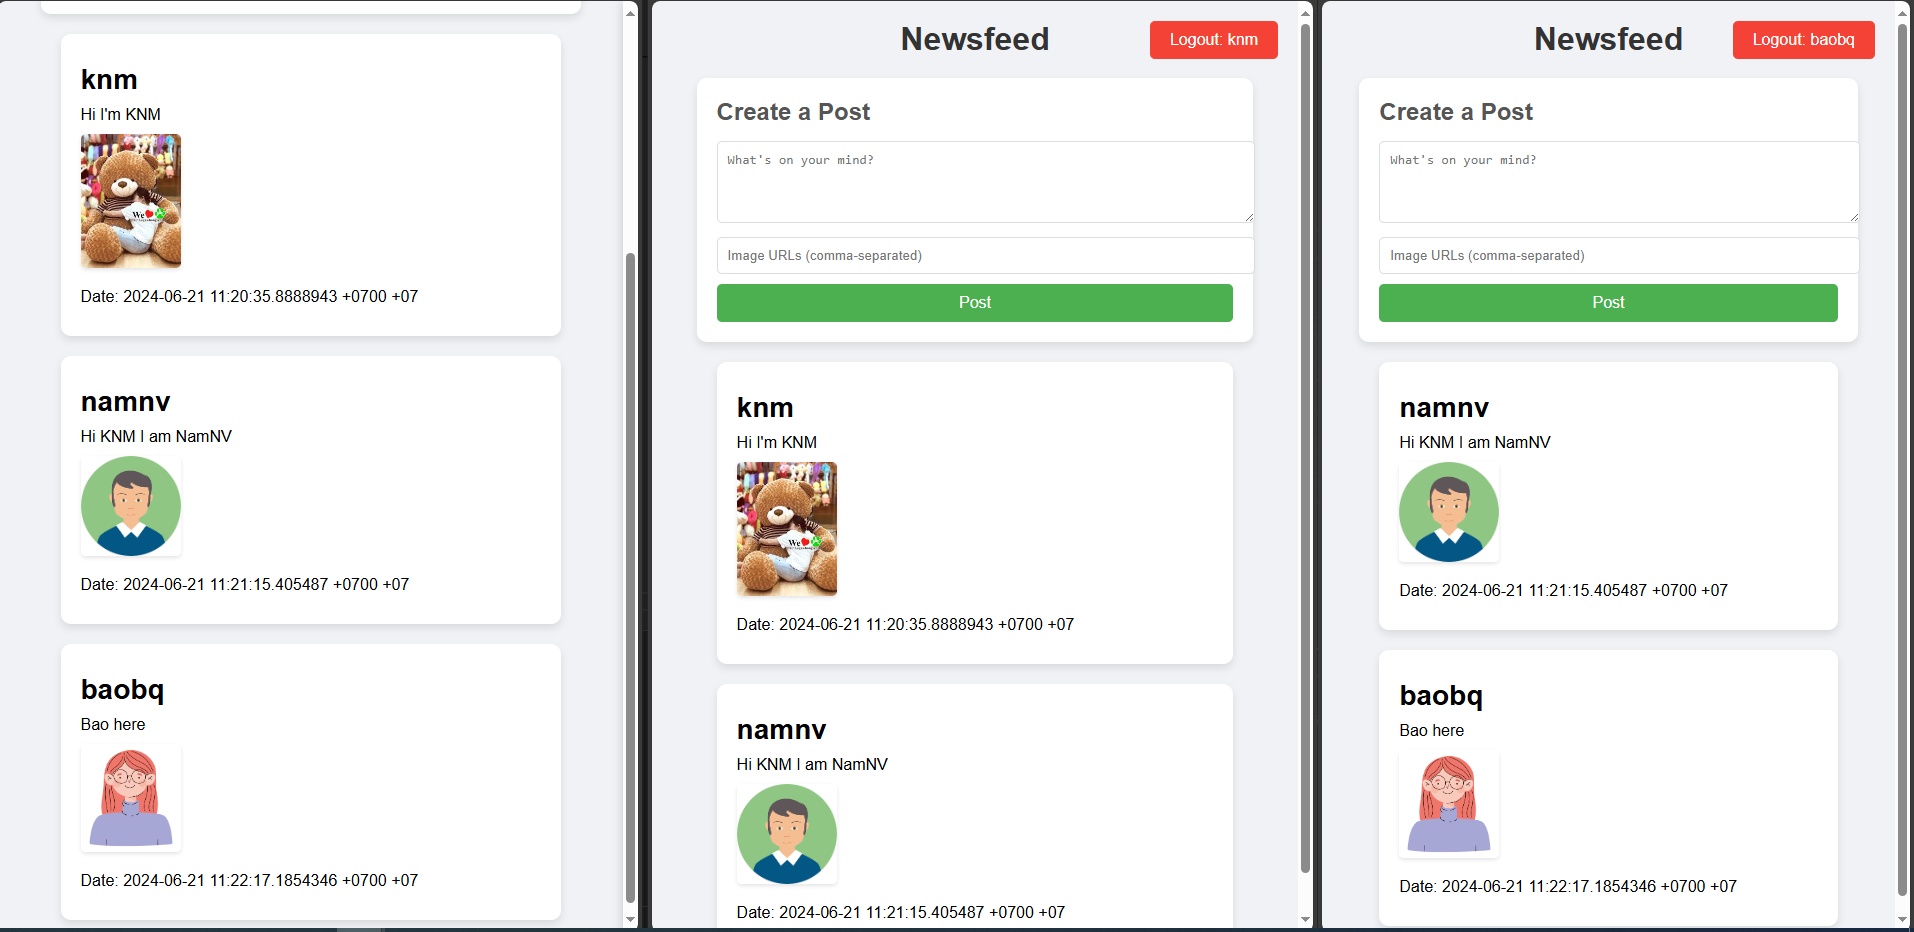 knm
Hi I'm KNM
We
Date: 2024-06-21 11:20:35.8888943 +0700 +07
namnv
Hi KNM I am NamNV
Date: 2024-06-21 11:21:15.405487 +0700 +07
baobq
Bao here
Date: 2024-06-21 11:22:17.1854346 +0700 +07
Newsfeed
Logout: knm
Create a Post
What's on your mind?
Image URLs (comma-separated)
Post
knm
Hi I'm KNM
We
Date: 2024-06-21 11:20:35.8888943 +0700 +07
namnv
Hi KNM I am NamNV
Date: 2024-06-21 11:21:15.405487 +0700 +07
Newsfeed
Logout: baobq
Create a Post
What's on your mind?
Image URLs (comma-separated)
Post
namnv
Hi KNM I am NamNV
Date: 2024-06-21 11:21:15.405487 +0700 +07
baobq
Bao here
Date: 2024-06-21 11:22:17.1854346 +0700 +07